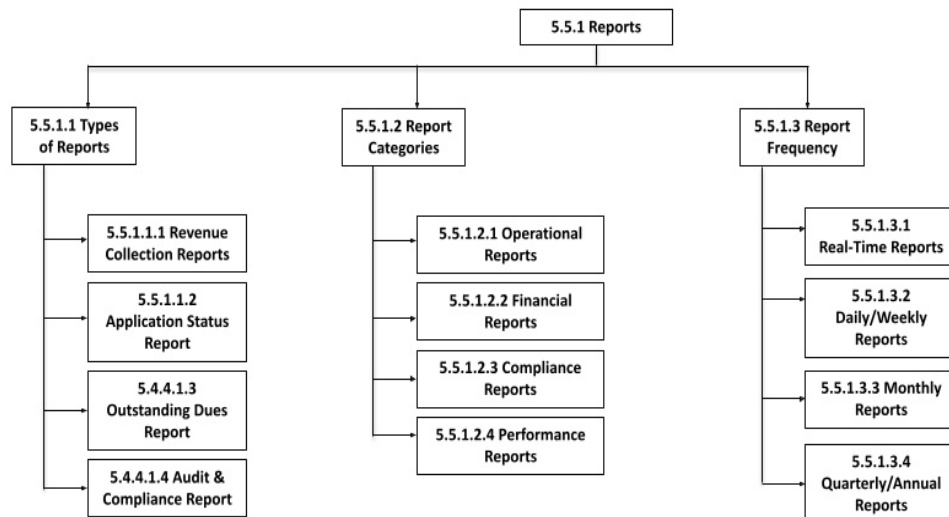 5.5.1 Reports
5.5.1.1 Types
of Reports
5.5.1.1.1 Revenue
Collection Reports
5.5.1.1.2
Application Status
Report
5.4.4.1.3
Outstanding Dues
Report
5.4.4.1.4 Audit &
Compliance Report
5.5.1.2 Report
Categories
5.5.1.2.1 Operational
Reports
5.5.1.2.2 Financial
Reports
5.5.1.2.3 Compliance
Reports
5.5.1.2.4 Performance
Reports
5.5.1.3 Report
Frequency
5.5.1.3.1
Real-Time Reports
5.5.1.3.2
Daily/Weekly
Reports
5.5.1.3.3 Monthly
Reports
5.5.1.3.4
Quarterly/Annual
Reports